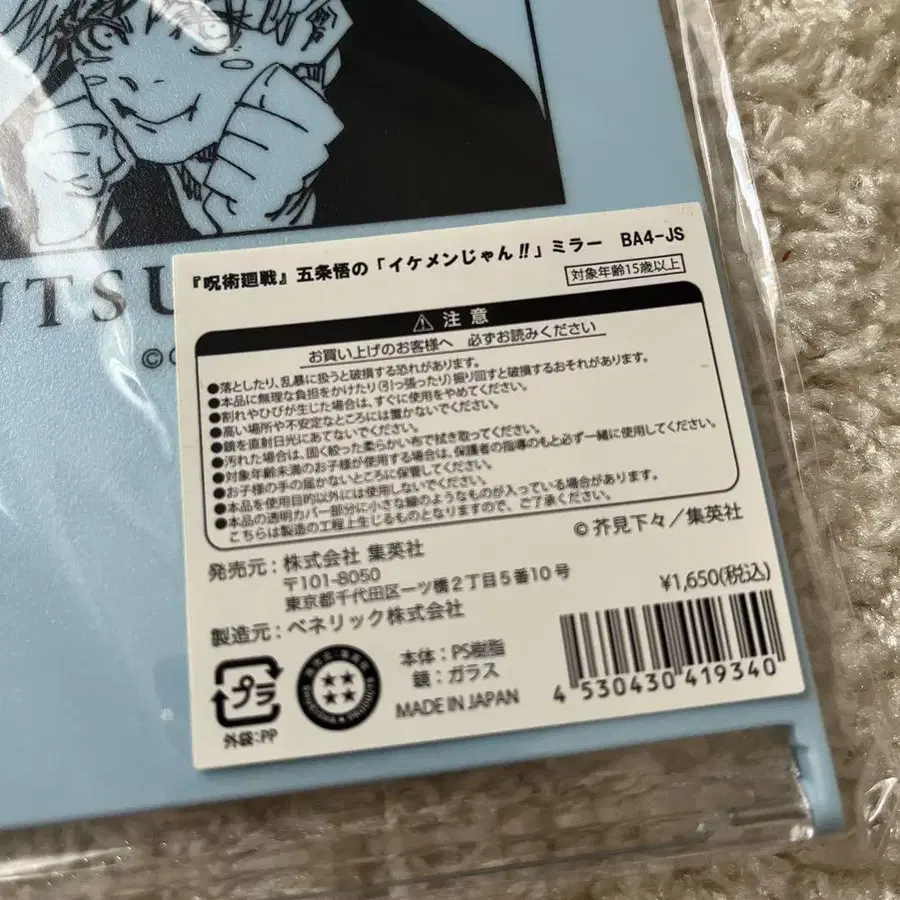 UTSU
©
『呪術廻戦』五条悟の「イケメンじゃん!!」ミラー BA4-JS
対象年齢15歳以上
⚠ 注意
お買い上げのお客様へ 必ずお読みください
●落としたり、乱暴に扱うと破損する恐れがあります。
●本品に無理な負担をかけたり(引っ張ったり)振り回すと破損するおそれがあります。
●割れやひびが生じた場合は、すぐに使用をやめてください。
●高い場所や不安定なところには置かないでください。
●鏡を直射日光にあてないでください。
●汚れた場合は、固く絞った柔らかい布で拭き取ってください。
●対象年齢未満のお子様が使用する場合は、保護者の指導のもと必ず一緒に使用してください。
●お子様の手の届かないところに保管してください。
●本品を使用目的以外には使用しないでください。
●本品の透明カバー部分に小さな線のようなものが入っている場合があります。
こちらは製造の工程上生じるものとなりますので、ご了承ください。
©芥見下々/集英社
発売元:株式会社 集英社
〒101-8050
東京都千代田区一ツ橋2丁目5番10号
¥1,650(税込)
製造元:ベネリック株式会社
プラ
外袋:PP
本体:PS樹脂
鏡:ガラス
MADE IN JAPAN
4 530430 419340